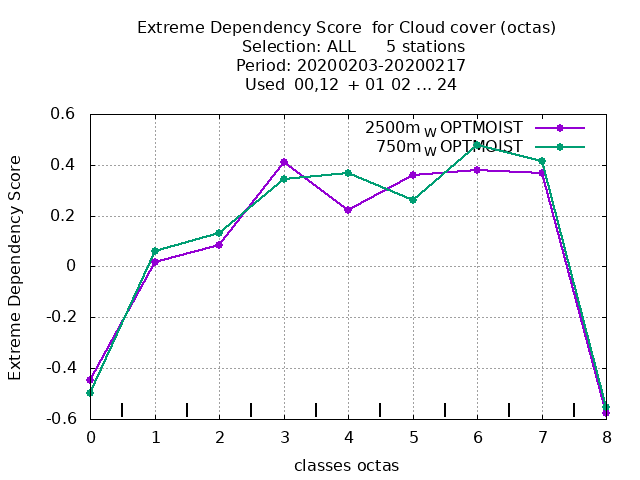 Extreme Dependency Score  for Cloud cover (octas)
Selection: ALL      5 stations
Period: 20200203-20200217
Used  00,12  + 01 02 ... 24
2500m W OPTMOIST
750m W OPTMOIST
0.6
0.4
0.2
0
-0.2
-0.4
-0.6
Extreme Dependency Score
0 1 2 3 4 5 6 7 8
classes octas